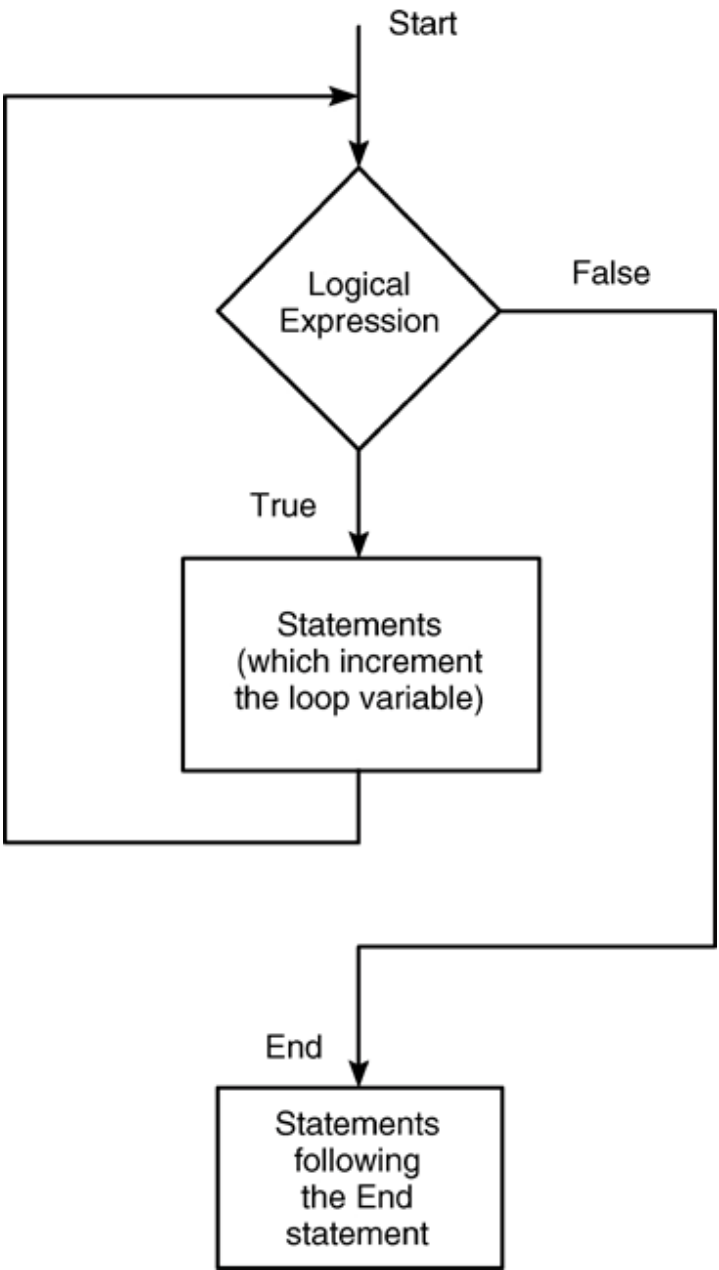 Start
Logical
Expression
False
True
Statements
(which increment
the loop variable)
End
Statements
following
the End
statement